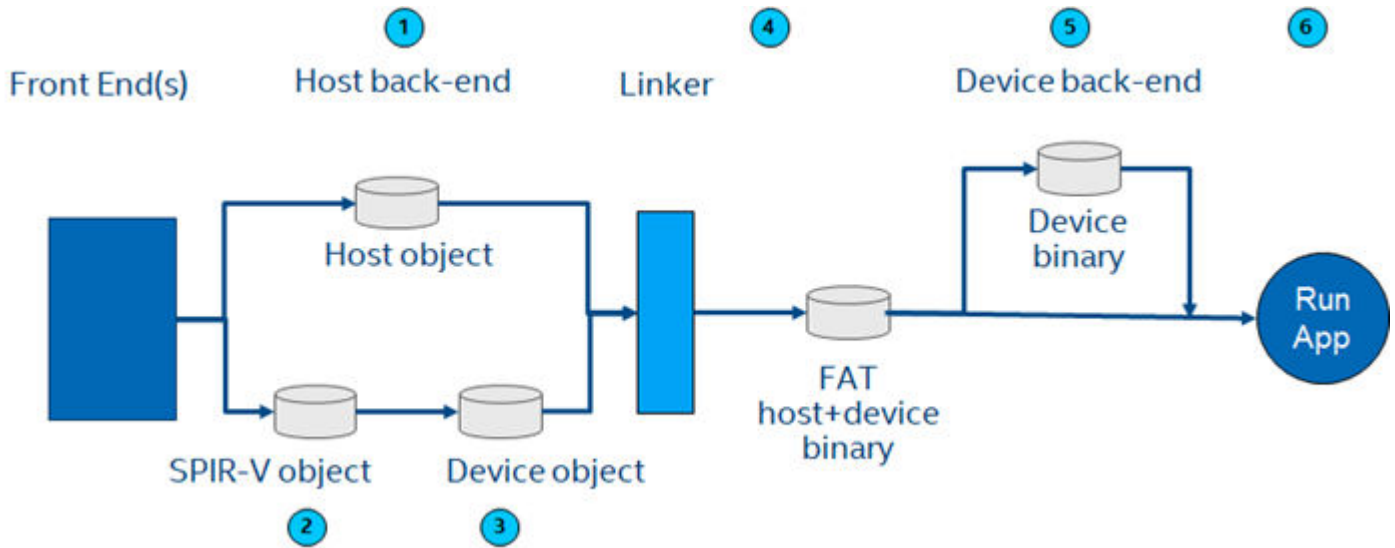 1
4
5
6
Front End(s)
Host back-end
Linker
Device back-end
Host object
Device
binary
Run
App
FAT
host+device
binary
SPIR-V object
Device object
2
3